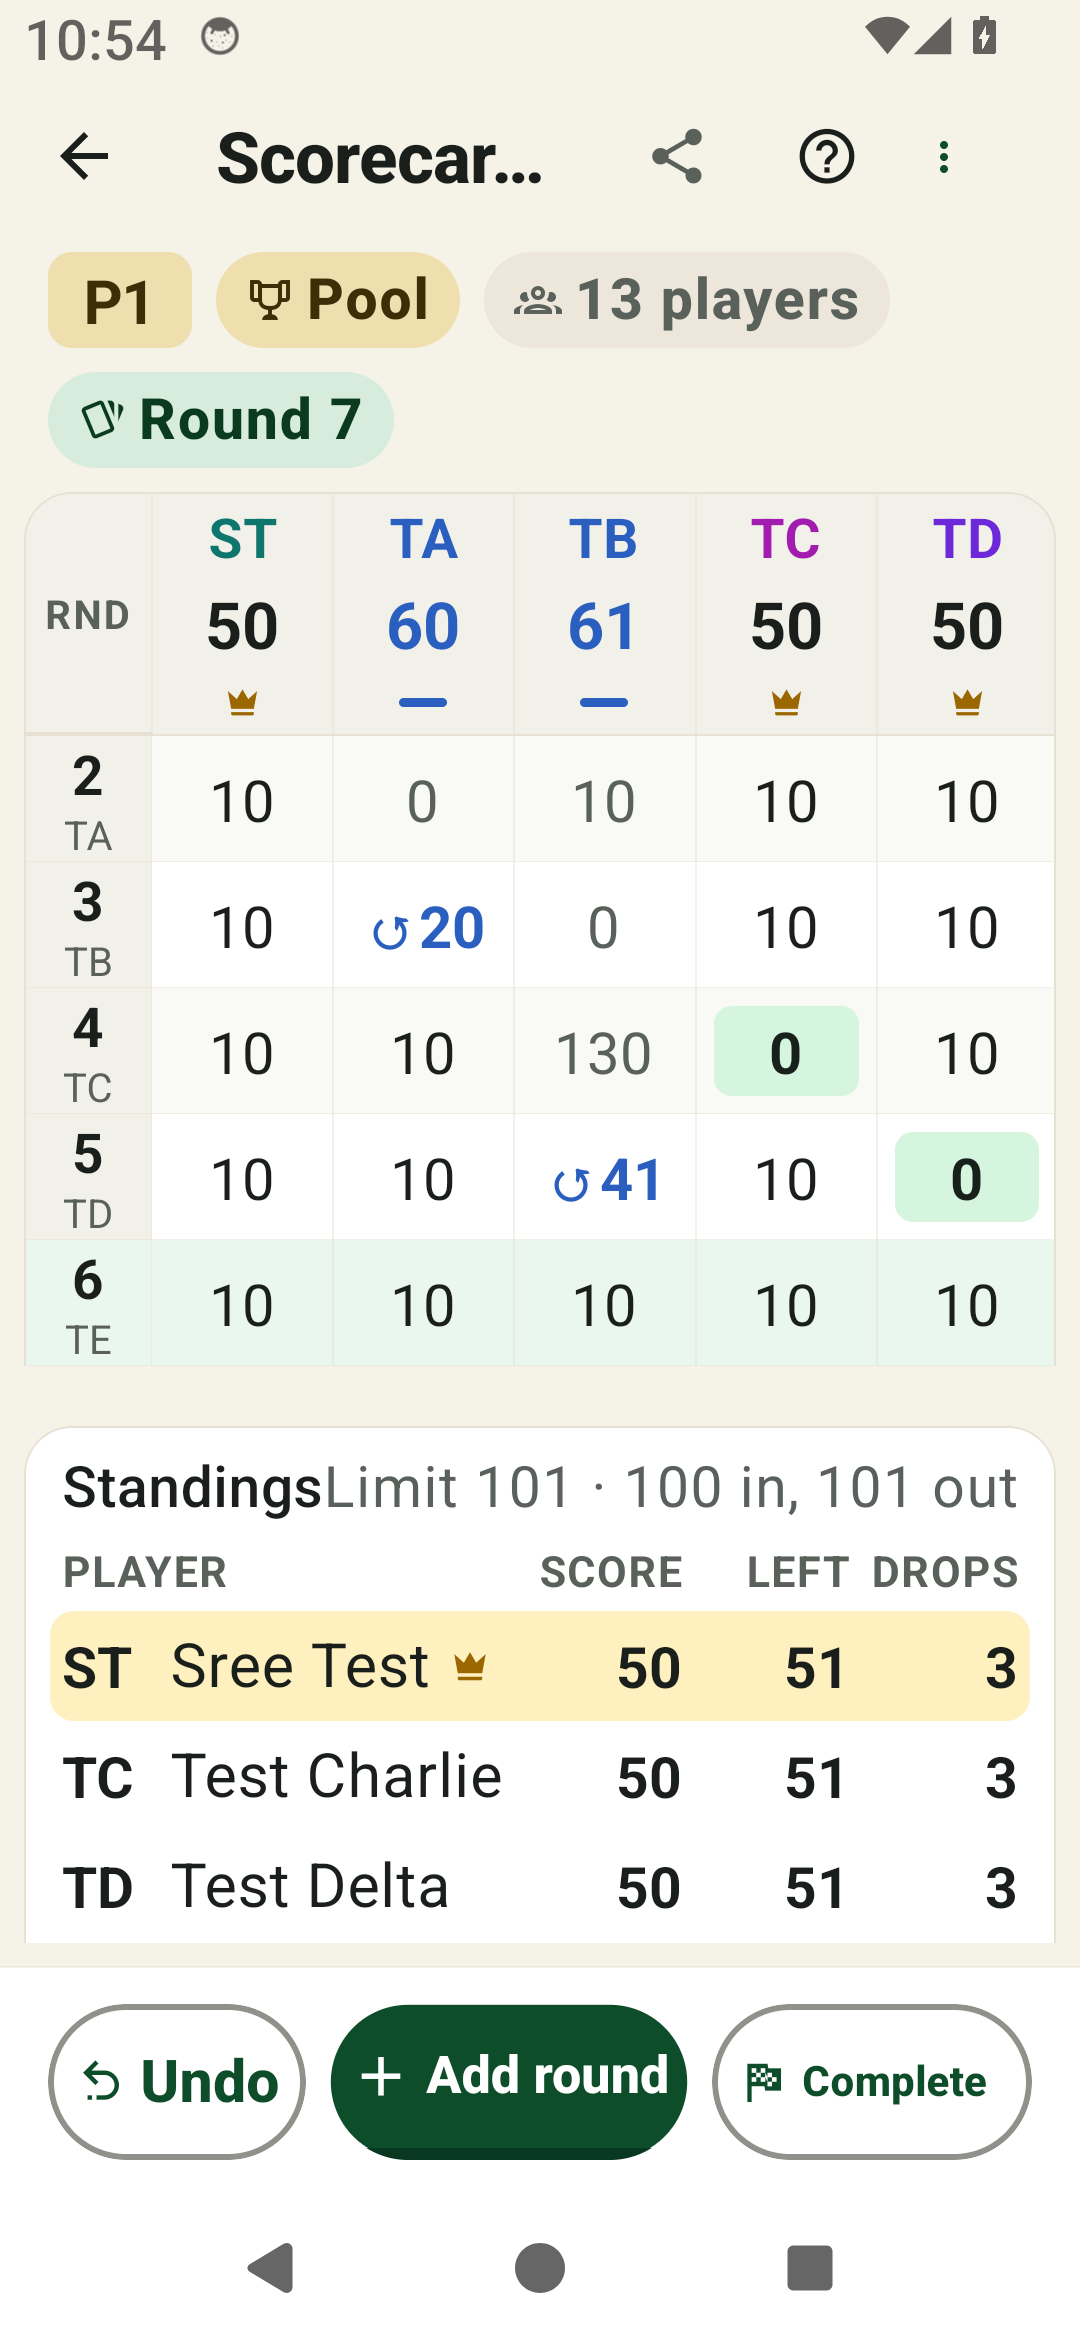 10:54
Scorecar...
P1 Pool 13 players
Round 7
ST TA TB TC TD
RND 50 60 61 50 50
2 10 0 10 10 10
TA
3 10 20 0 10 10
TB
4 10 10 130 0 10
TC
5 10 10 41 10 0
TD
6 10 10 10 10 10
TE
Standings Limit 101 · 100 in, 101 out
PLAYER SCORE LEFT DROPS
ST Sree Test 50 51 3
TC Test Charlie 50 51 3
TD Test Delta 50 51 3
Undo + Add round Complete